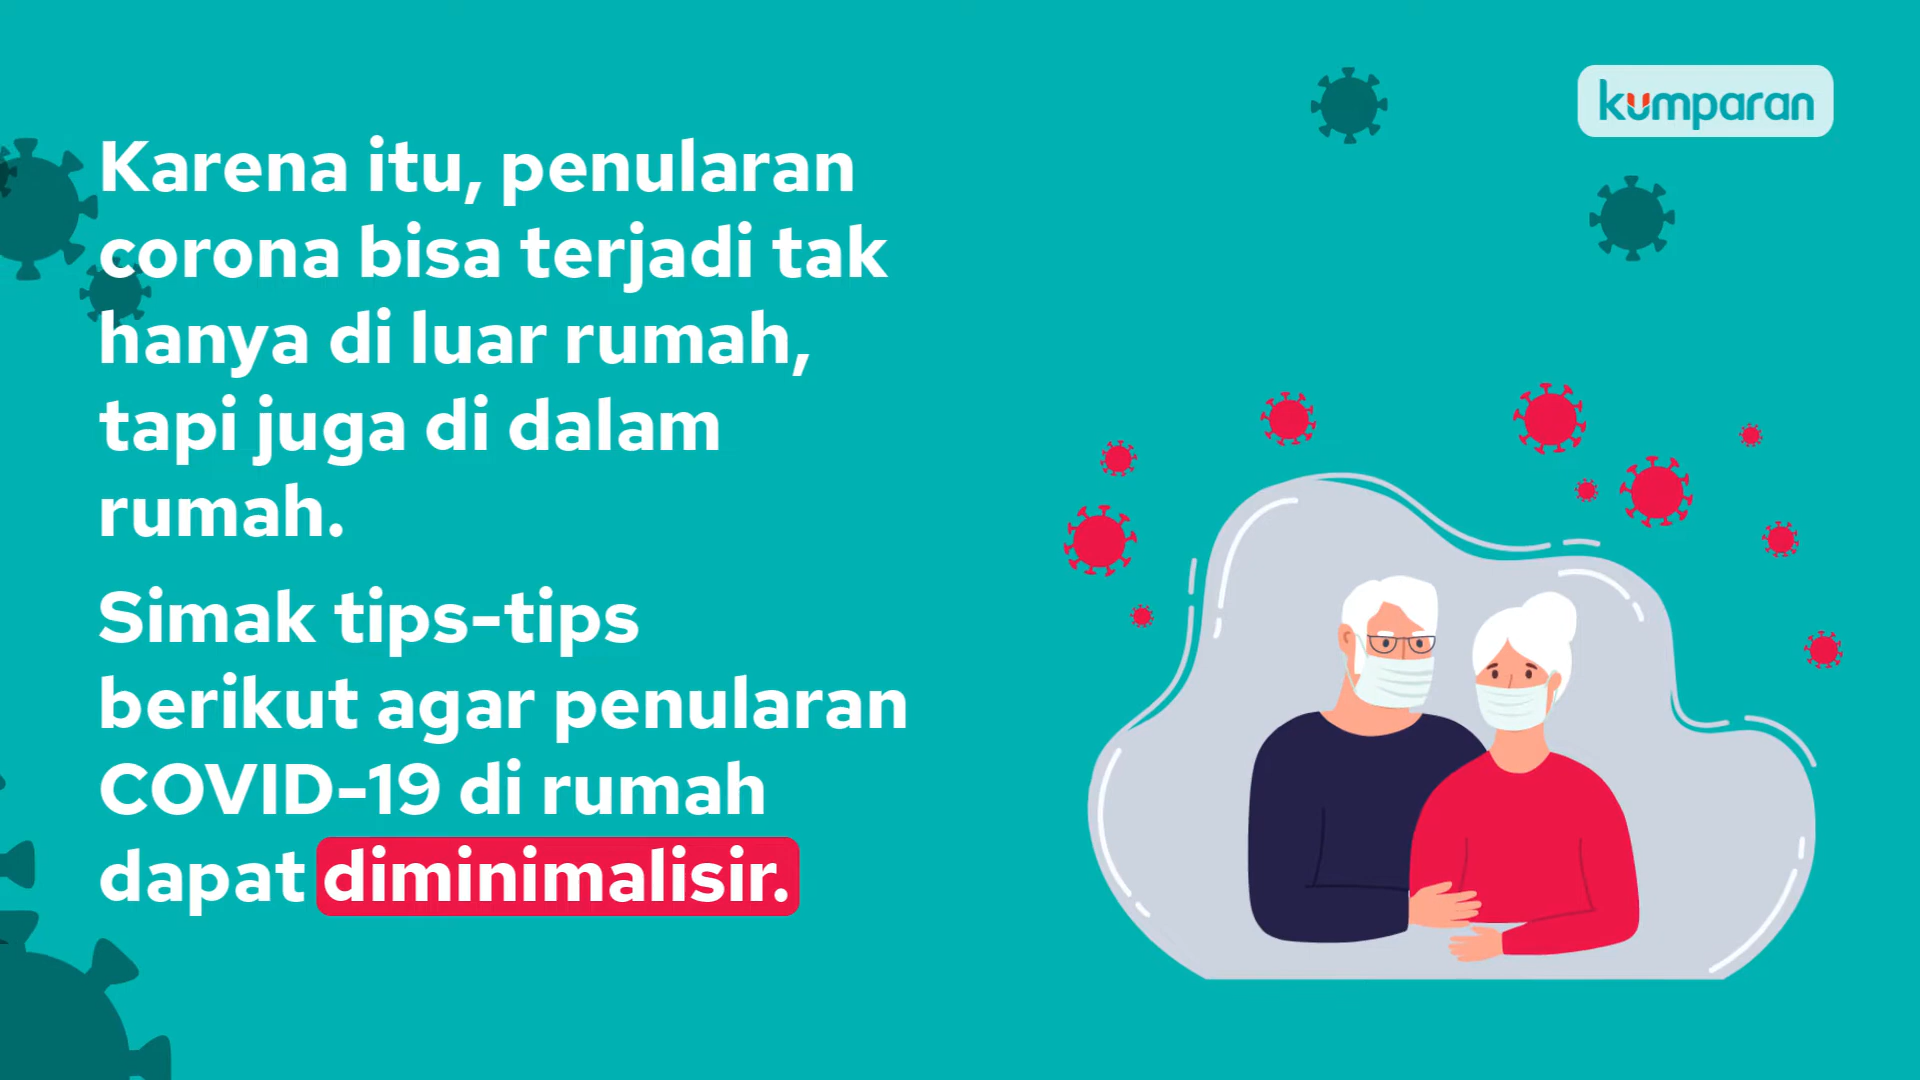 kumparan
Karena itu, penularan
corona bisa terjadi tak
hanya di luar rumah,
tapi juga di dalam
rumah.
Simak tips-tips
berikut agar penularan
COVID-19 di rumah
dapat diminimalisir.